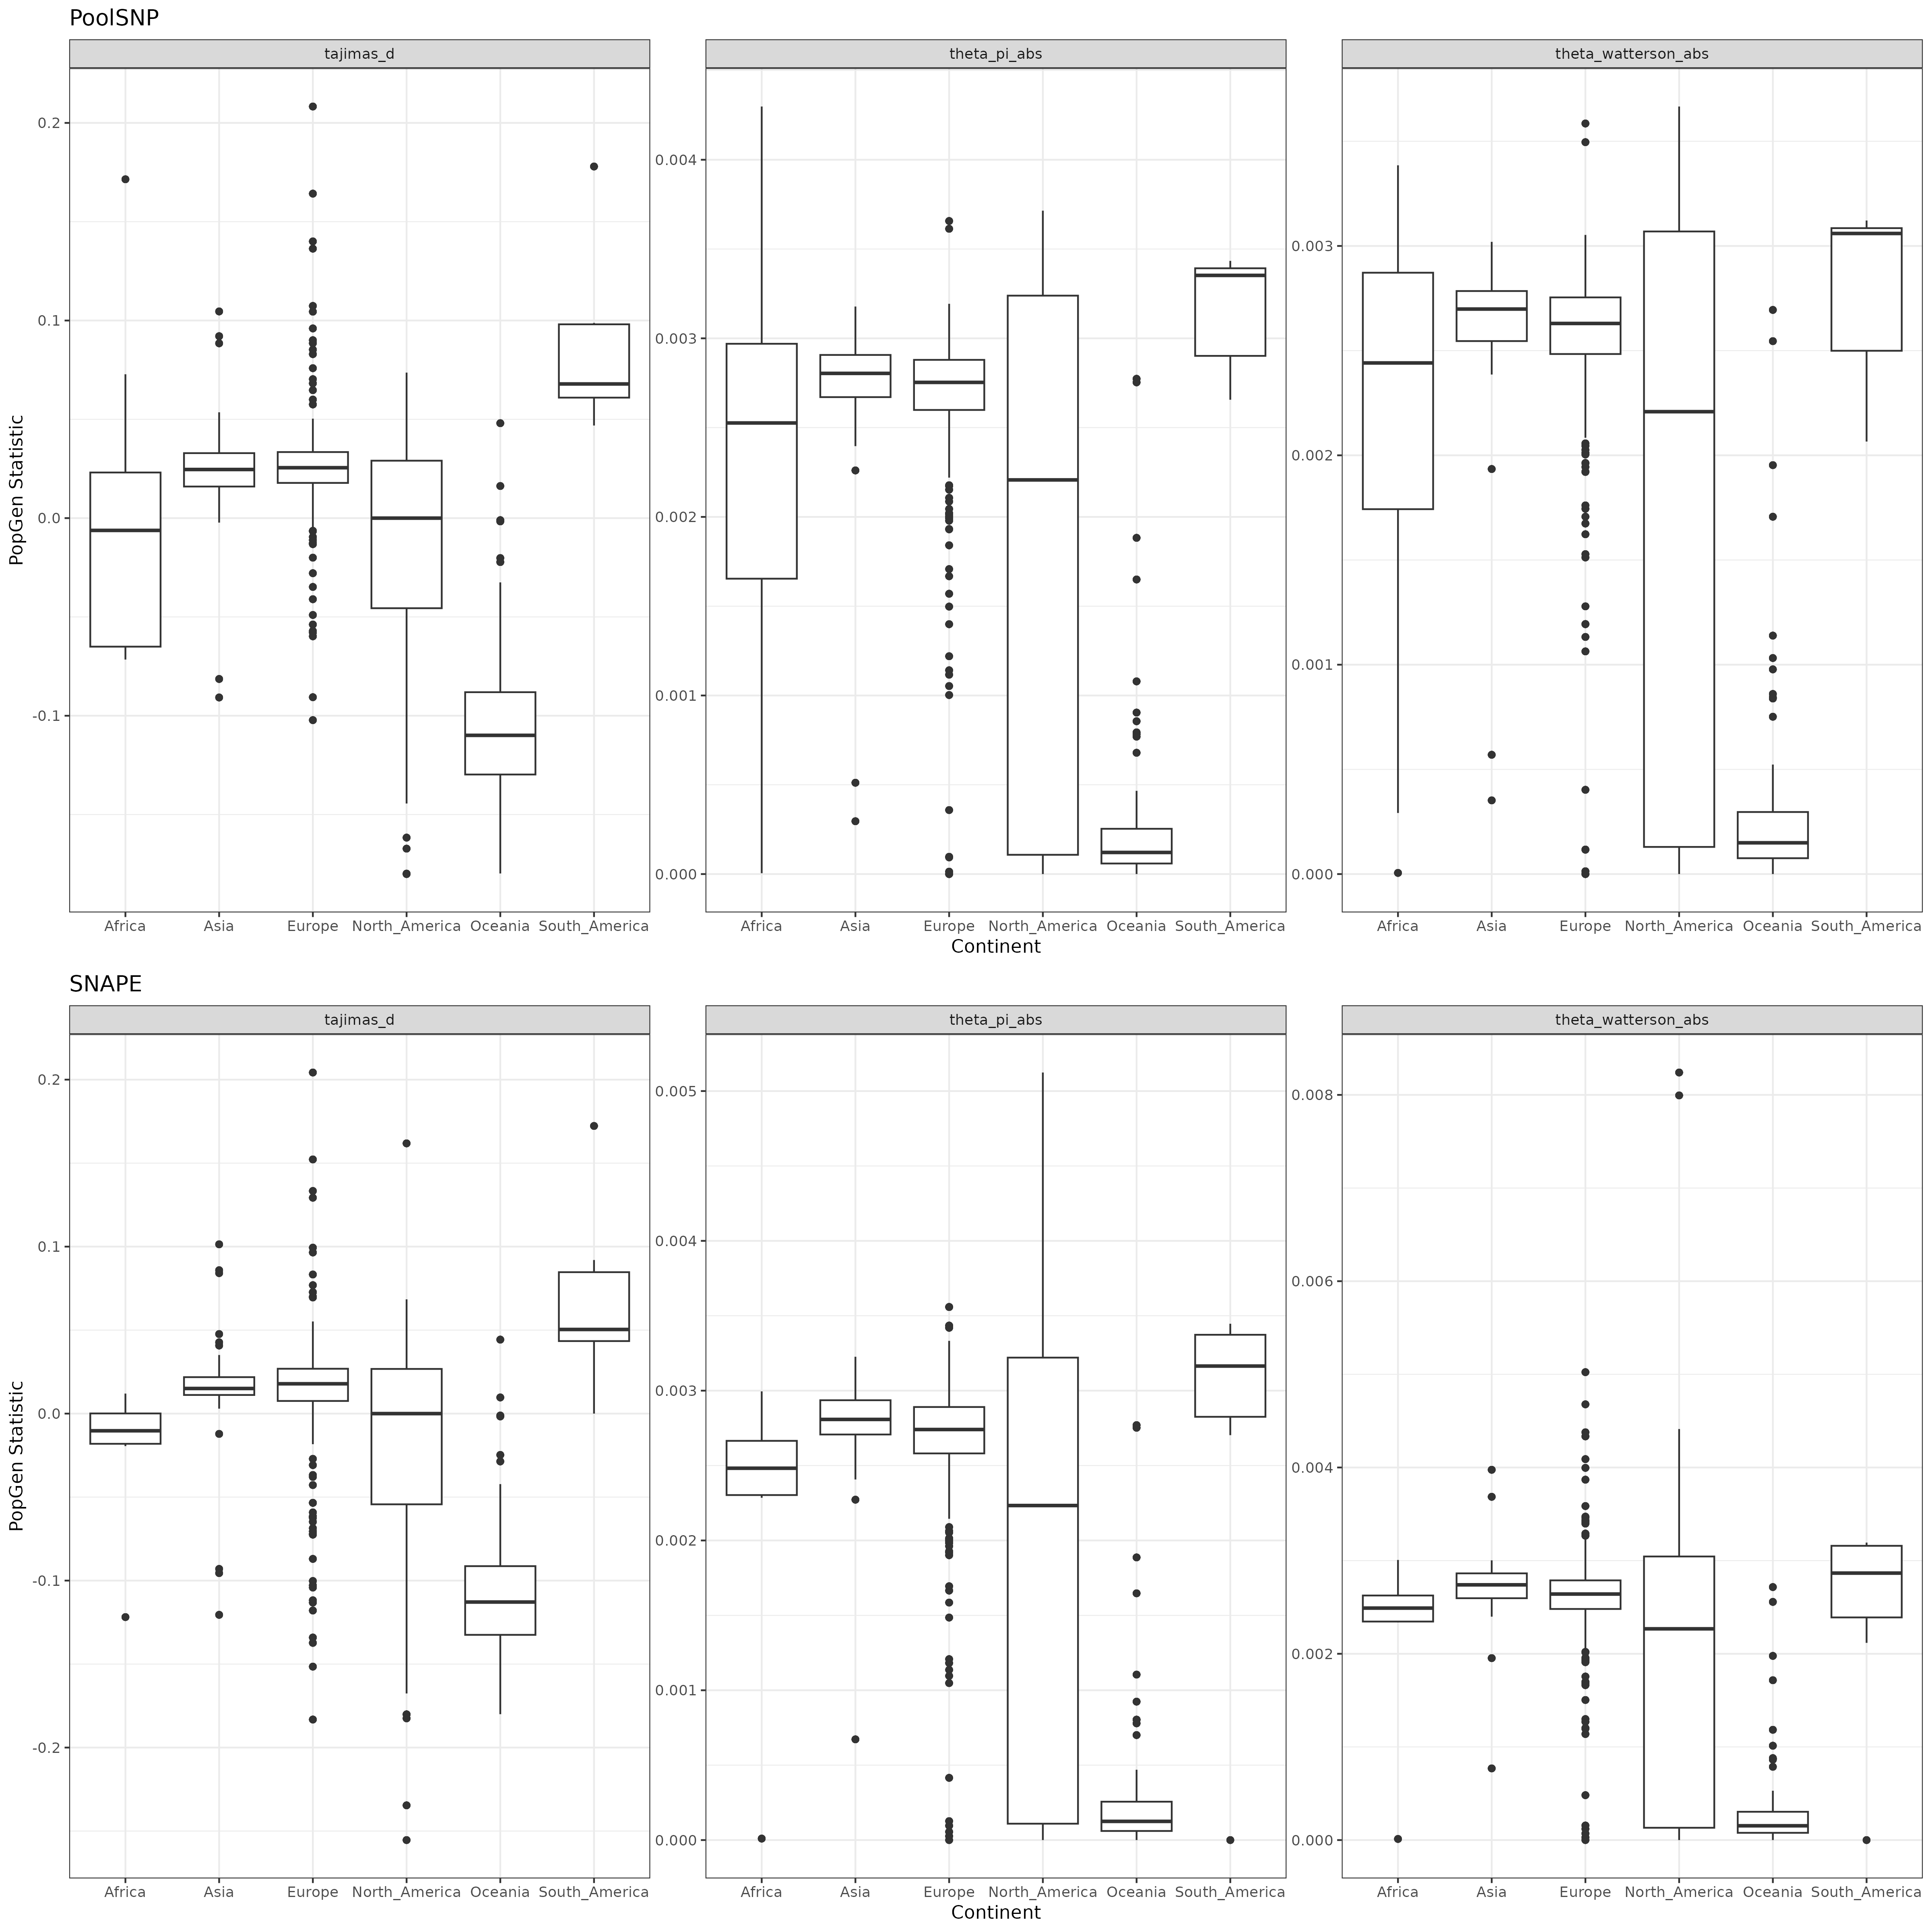 PoolSNP
tajimas_d theta_pi_abs theta_watterson_abs
PopGen Statistic
0.2
0.1
0.0
-0.1
0.004
0.003
0.002
0.001
0.000
0.003
0.002
0.001
0.000
Africa Asia Europe North_America Oceania South_America
Africa Asia Europe North_America Oceania South_America
Africa Asia Europe North_America Oceania South_America
Continent
SNAPE
tajimas_d theta_pi_abs theta_watterson_abs
PopGen Statistic
0.2
0.1
0.0
-0.1
-0.2
0.005
0.004
0.003
0.002
0.001
0.000
0.008
0.006
0.004
0.002
0.000
Africa Asia Europe North_America Oceania South_America
Africa Asia Europe North_America Oceania South_America
Africa Asia Europe North_America Oceania South_America
Continent